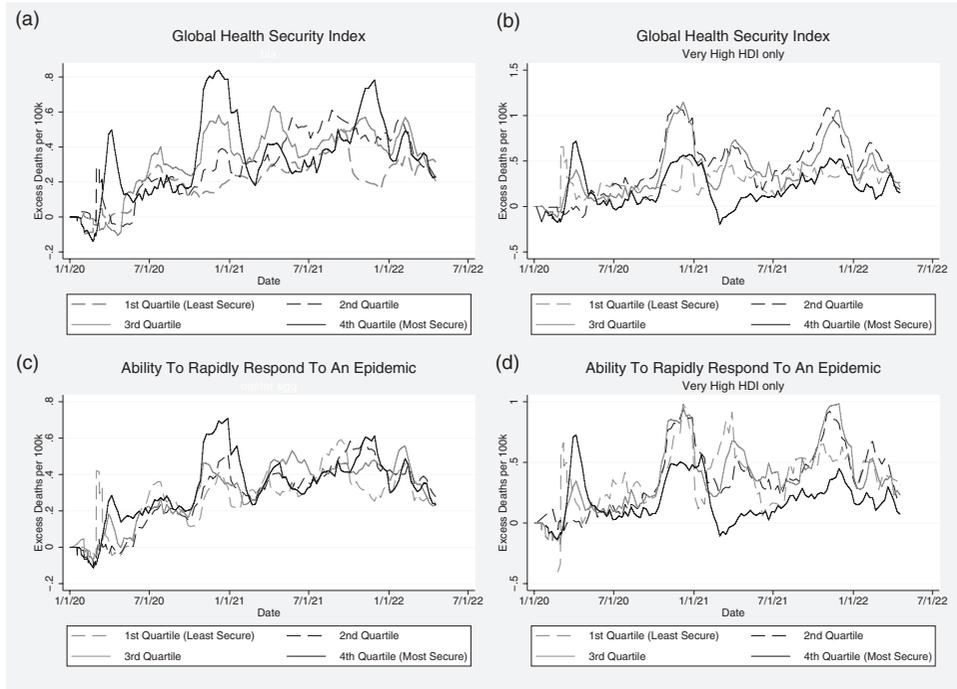 (a)
Global Health Security Index
bla
Excess Deaths per 100k
.8
.6
.4
.2
0
-.2
1/1/20 7/1/20 1/1/21 7/1/21 1/1/22 7/1/22
Date
1st Quartile (Least Secure) 2nd Quartile
3rd Quartile 4th Quartile (Most Secure)
(b)
Global Health Security Index
Very High HDI only
Excess Deaths per 100k
1.5
1
.5
0
-.5
1/1/20 7/1/20 1/1/21 7/1/21 1/1/22 7/1/22
Date
1st Quartile (Least Secure) 2nd Quartile
3rd Quartile 4th Quartile (Most Secure)
(c)
Ability To Rapidly Respond To An Epidemic
easter egg
Excess Deaths per 100k
.8
.6
.4
.2
0
-.2
1/1/20 7/1/20 1/1/21 7/1/21 1/1/22 7/1/22
Date
1st Quartile (Least Secure) 2nd Quartile
3rd Quartile 4th Quartile (Most Secure)
(d)
Ability To Rapidly Respond To An Epidemic
Very High HDI only
Excess Deaths per 100k
1
.5
0
-.5
1/1/20 7/1/20 1/1/21 7/1/21 1/1/22 7/1/22
Date
1st Quartile (Least Secure) 2nd Quartile
3rd Quartile 4th Quartile (Most Secure)